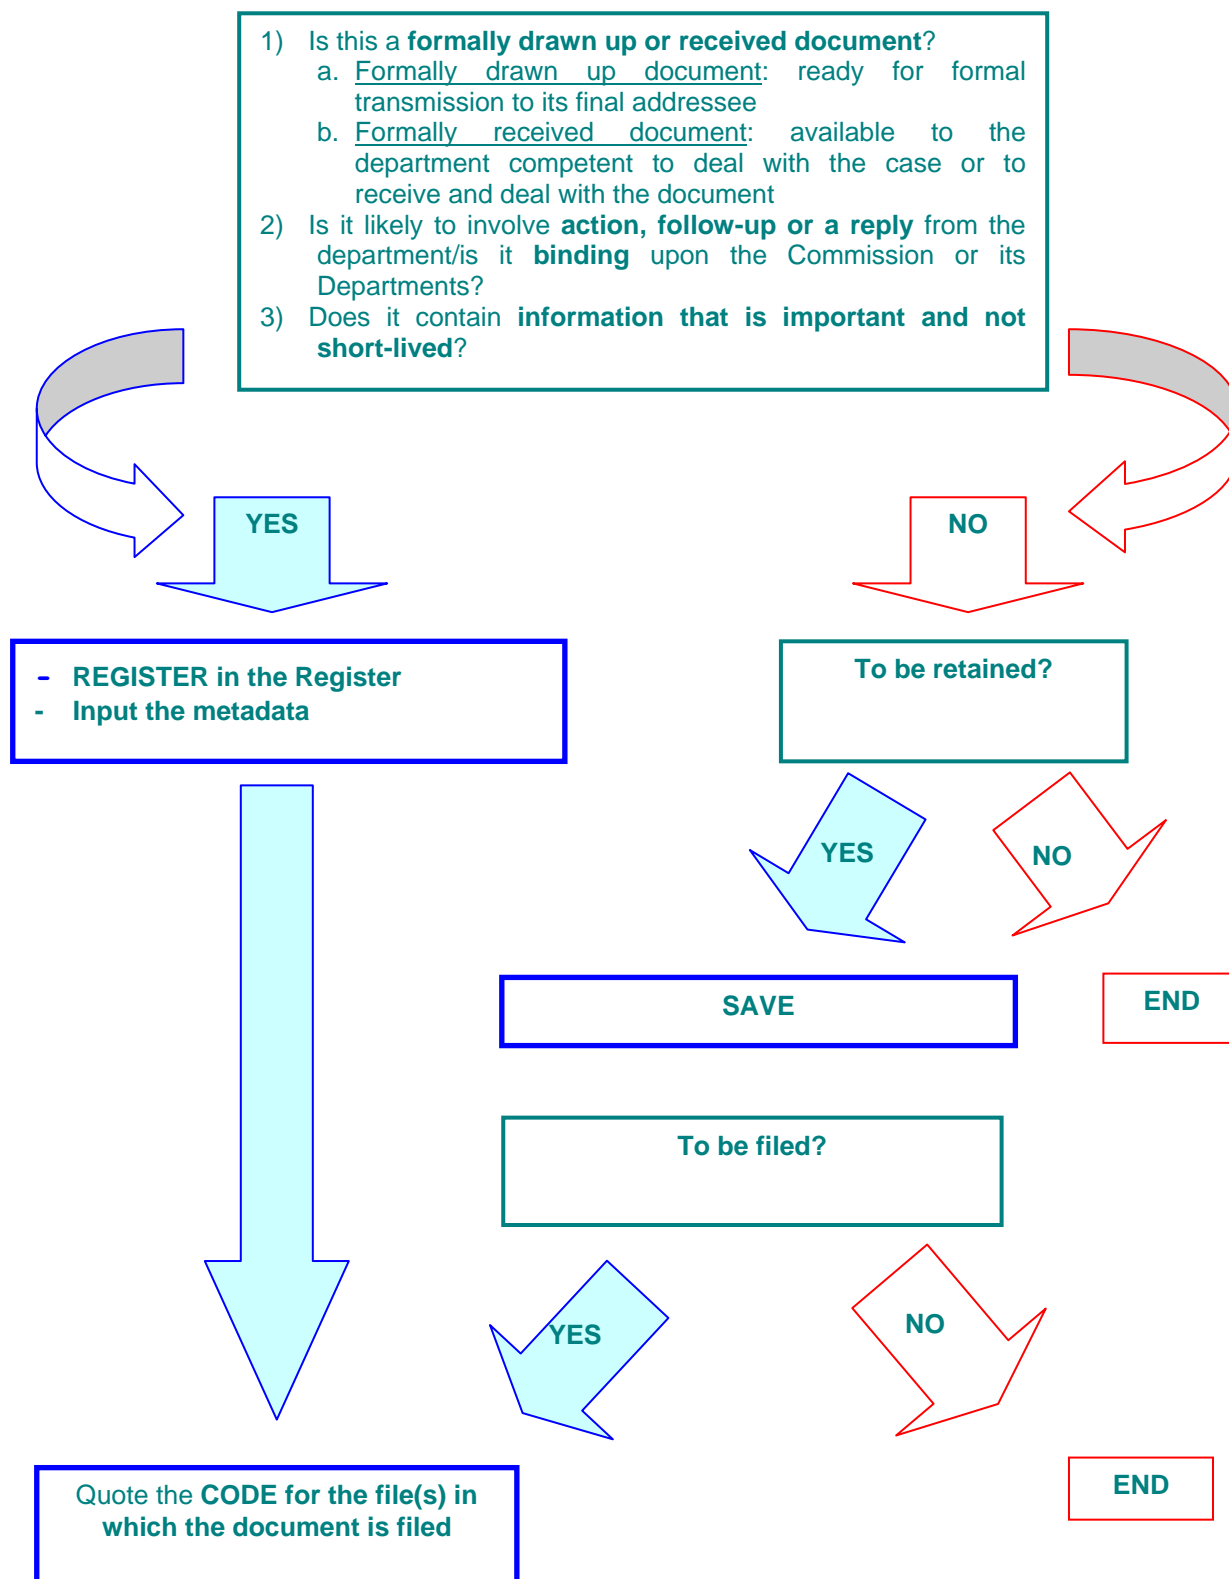 1) Is this a formally drawn up or received document?
a. Formally drawn up document: ready for formal
transmission to its final addressee
b. Formally received document: available to the
department competent to deal with the case or to
receive and deal with the document
2) Is it likely to involve action, follow-up or a reply from the
department/is it binding upon the Commission or its
Departments?
3) Does it contain information that is important and not
short-lived?
YES
NO
- REGISTER in the Register
- Input the metadata
To be retained?
YES
NO
SAVE
END
To be filed?
YES
NO
Quote the CODE for the file(s) in
which the document is filed
END